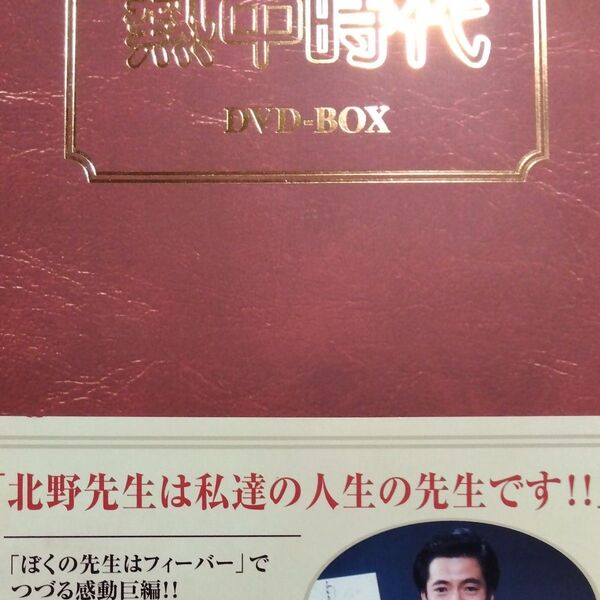 熱中時代
DVD-BOX
「北野先生は私達の人生の先生です!!」
「ぼくの先生はフィーバー」で
つづる感動巨編!!